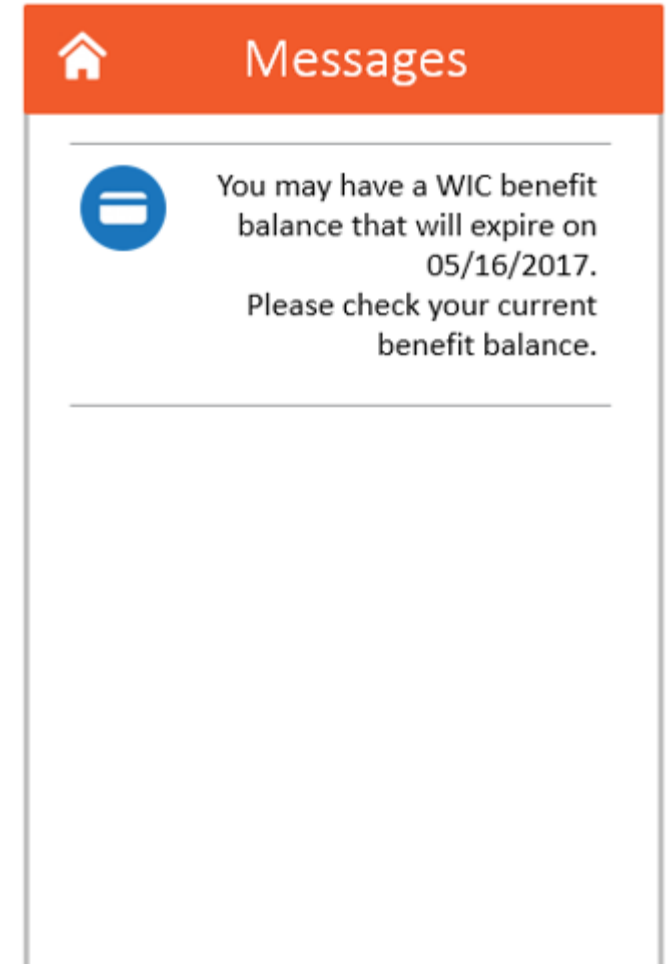 Messages
You may have a WIC benefit
balance that will expire on
05/16/2017.
Please check your current
benefit balance.